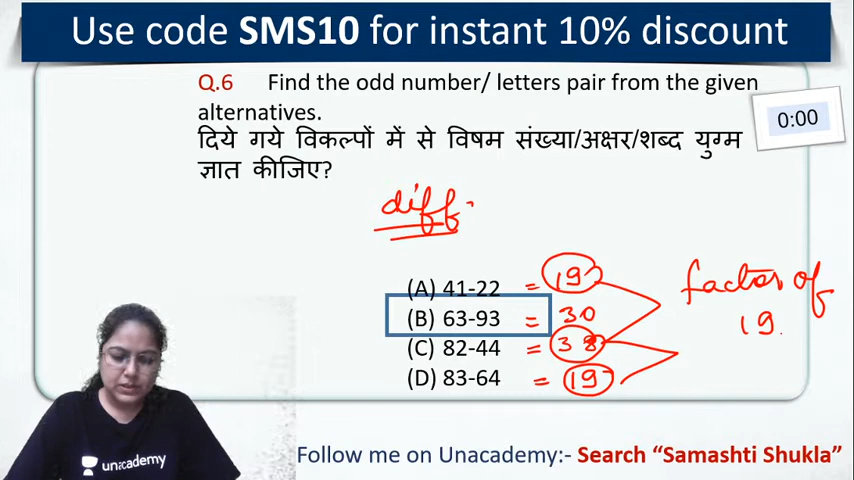 Use code SMS10 for instant 10% discount
Q.6 Find the odd number/ letters pair from the given
alternatives.
0:00
दिये गये विकल्पों में से विषम संख्या/अक्षर/शब्द युग्म
ज्ञात कीजिए?
diff.
(A) 41-22 = 19
(B) 63-93 = 30
(C) 82-44 = 38
(D) 83-64 = 19
factor of
19.
unacademy
Follow me on Unacademy:- Search “Samashti Shukla”